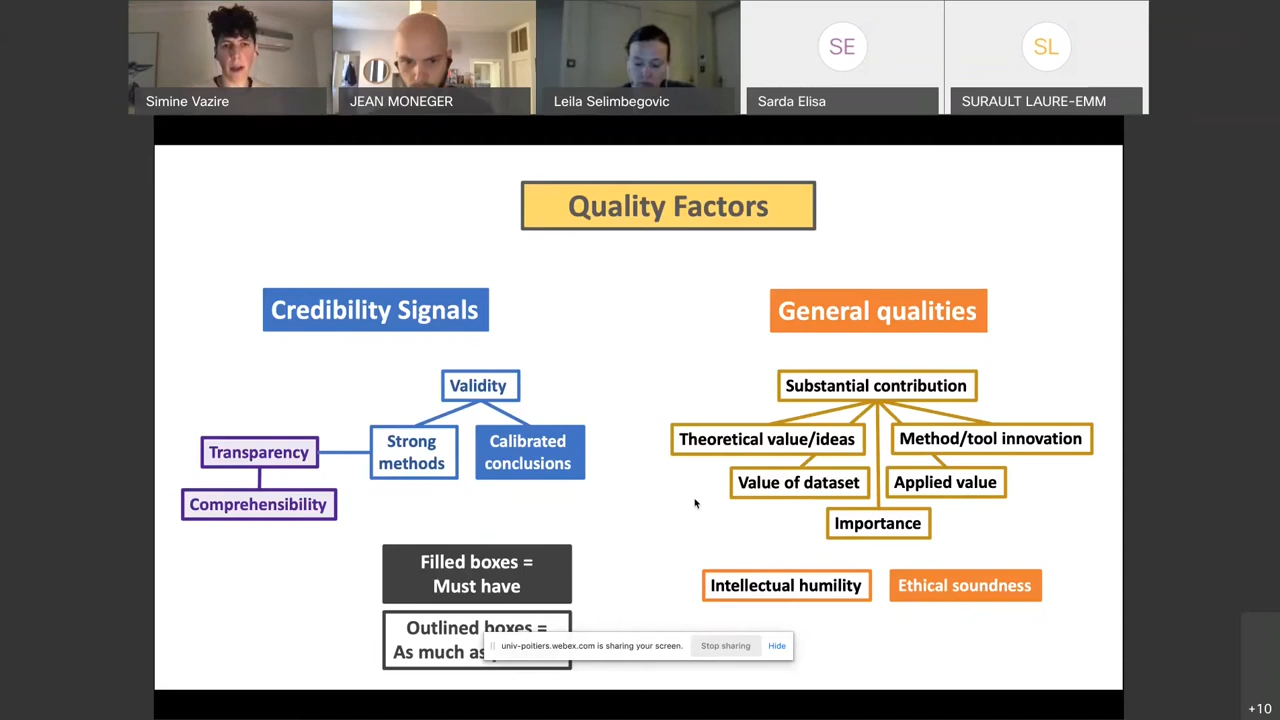 Simine Vazire
JEAN MONEGER
Leila Selimbegovic
SE
Sarda Elisa
SL
SURAULT LAURE-EMM
Quality Factors
Credibility Signals
General qualities
Validity
Strong
methods
Calibrated
conclusions
Transparency
Comprehensibility
Substantial contribution
Theoretical value/ideas
Method/tool innovation
Value of dataset
Applied value
Importance
Intellectual humility
Ethical soundness
Filled boxes =
Must have
Outlined boxes =
As much as
univ-poitiers.webex.com is sharing your screen.
Stop sharing
Hide
+10